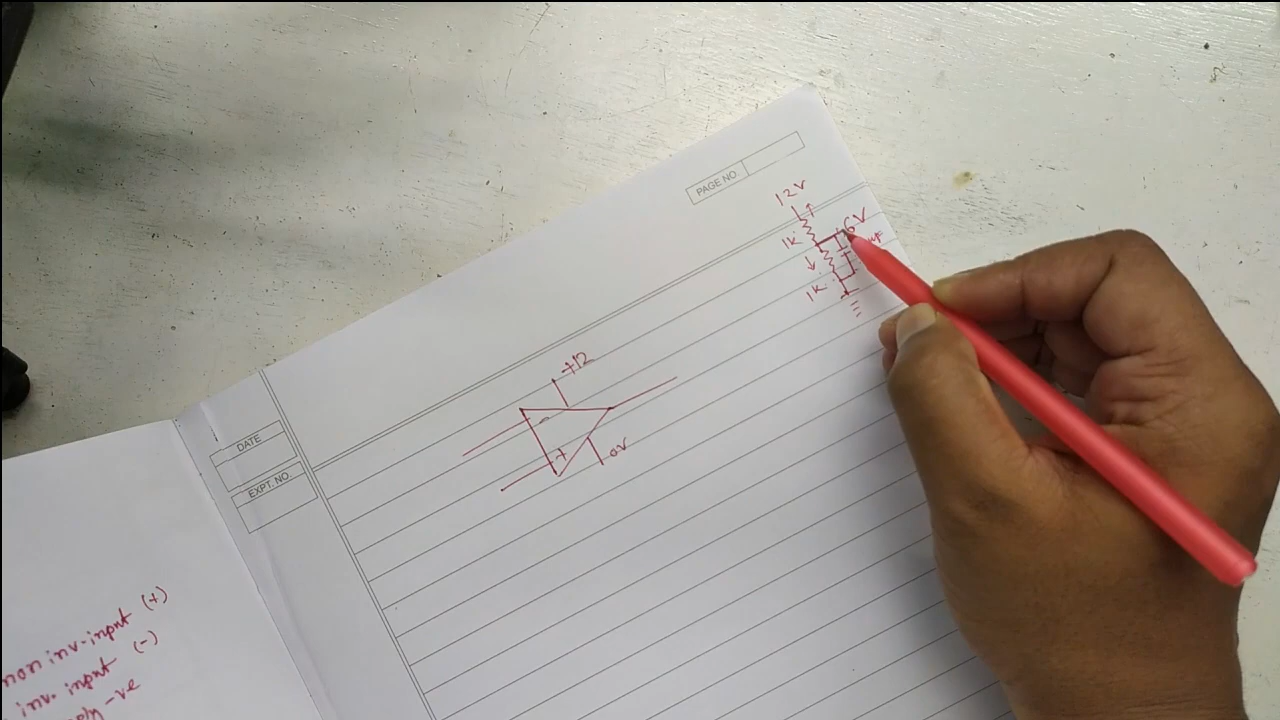 PAGE NO
12V
6V
1K
1K
+12
-
+
0V
DATE
EXPT. NO.
non inv-input (+)
inv. input (-)
-ve